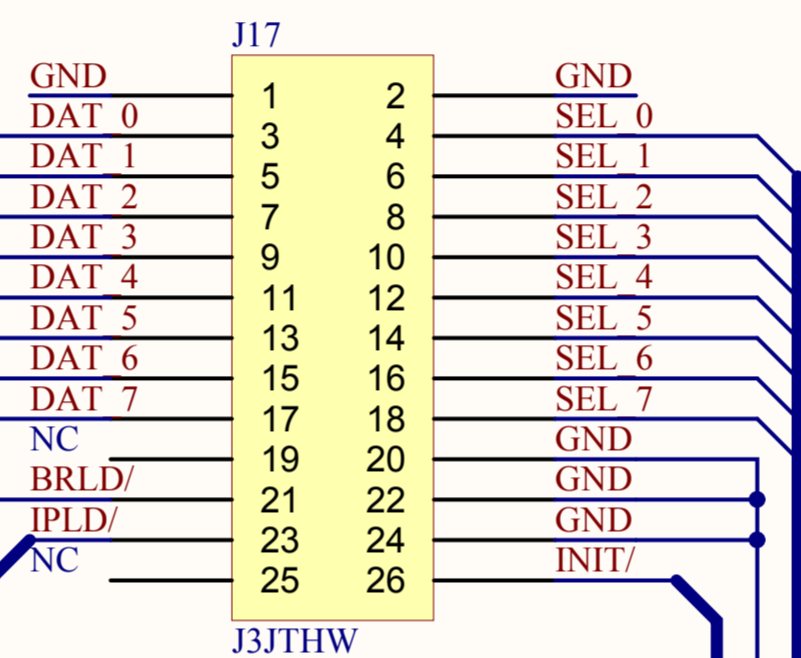 J17
GND 1 2 GND
DAT_0 3 4 SEL_0
DAT_1 5 6 SEL_1
DAT_2 7 8 SEL_2
DAT_3 9 10 SEL_3
DAT_4 11 12 SEL_4
DAT_5 13 14 SEL_5
DAT_6 15 16 SEL_6
DAT_7 17 18 SEL_7
NC 19 20 GND
BRLD/ 21 22 GND
IPLD/ 23 24 GND
NC 25 26 INIT/
J3JTHW